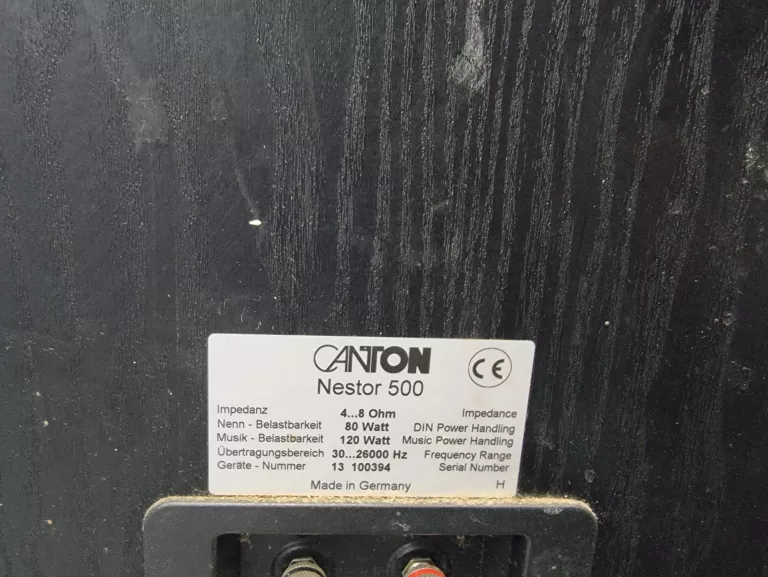 CANTON
CE
Nestor 500
Impedanz 4...8 Ohm Impedance
Nenn - Belastbarkeit 80 Watt DIN Power Handling
Musik - Belastbarkeit 120 Watt Music Power Handling
Übertragungsbereich 30...26000 Hz Frequency Range
Geräte - Nummer 13 100394 Serial Number
Made in Germany H